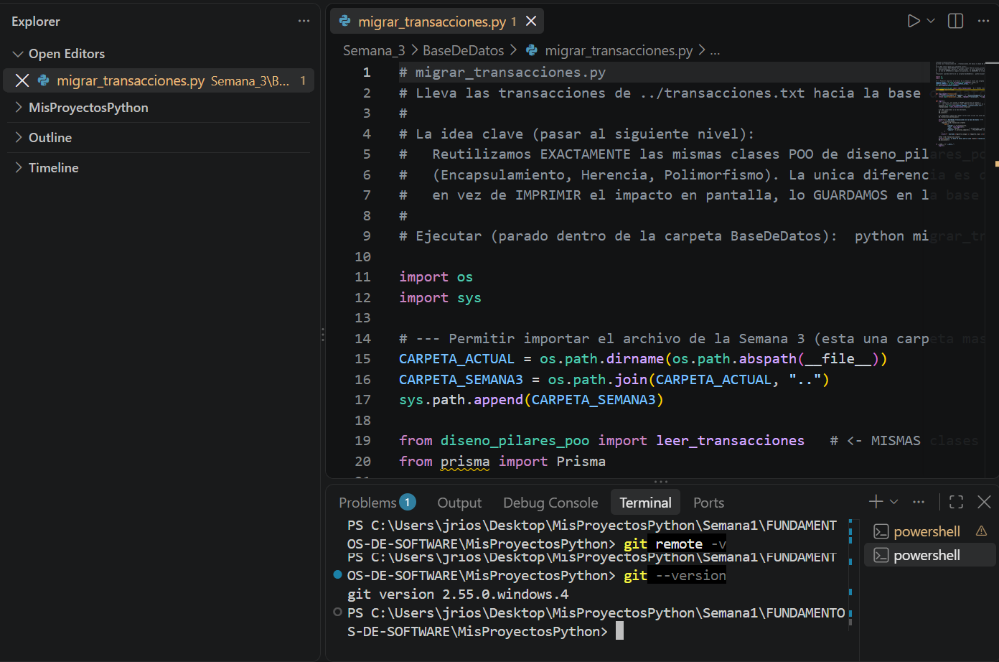 Explorer
Open Editors
migrar_transacciones.py Semana_3\B... 1
MisProyectosPython
Outline
Timeline
migrar_transacciones.py 1
Semana_3 > BaseDeDatos > migrar_transacciones.py > ...
1 # migrar_transacciones.py
2 # Lleva las transacciones de ../transacciones.txt hacia la base
3 #
4 # La idea clave (pasar al siguiente nivel):
5 #   Reutilizamos EXACTAMENTE las mismas clases POO de diseno_pilares_po
6 #   (Encapsulamiento, Herencia, Polimorfismo). La unica diferencia es
7 #   en vez de IMPRIMIR el impacto en pantalla, lo GUARDAMOS en la base
8 #
9 # Ejecutar (parado dentro de la carpeta BaseDeDatos):  python migrar_tr
10
11 import os
12 import sys
13
14 # --- Permitir importar el archivo de la Semana 3 (esta una carpeta mas
15 CARPETA_ACTUAL = os.path.dirname(os.path.abspath(__file__))
16 CARPETA_SEMANA3 = os.path.join(CARPETA_ACTUAL, "..")
17 sys.path.append(CARPETA_SEMANA3)
18
19 from diseno_pilares_poo import leer_transacciones   # <- MISMAS clases
20 from prisma import Prisma
Problems 1 Output Debug Console Terminal Ports
PS C:\Users\jrios\Desktop\MisProyectosPython\Semana1\FUNDAMENT
OS-DE-SOFTWARE\MisProyectosPython> git remote -v
PS C:\Users\jrios\Desktop\MisProyectosPython\Semana1\FUNDAMENT
OS-DE-SOFTWARE\MisProyectosPython> git --version
git version 2.55.0.windows.4
PS C:\Users\jrios\Desktop\MisProyectosPython\Semana1\FUNDAMENTO
S-DE-SOFTWARE\MisProyectosPython>
powershell
powershell